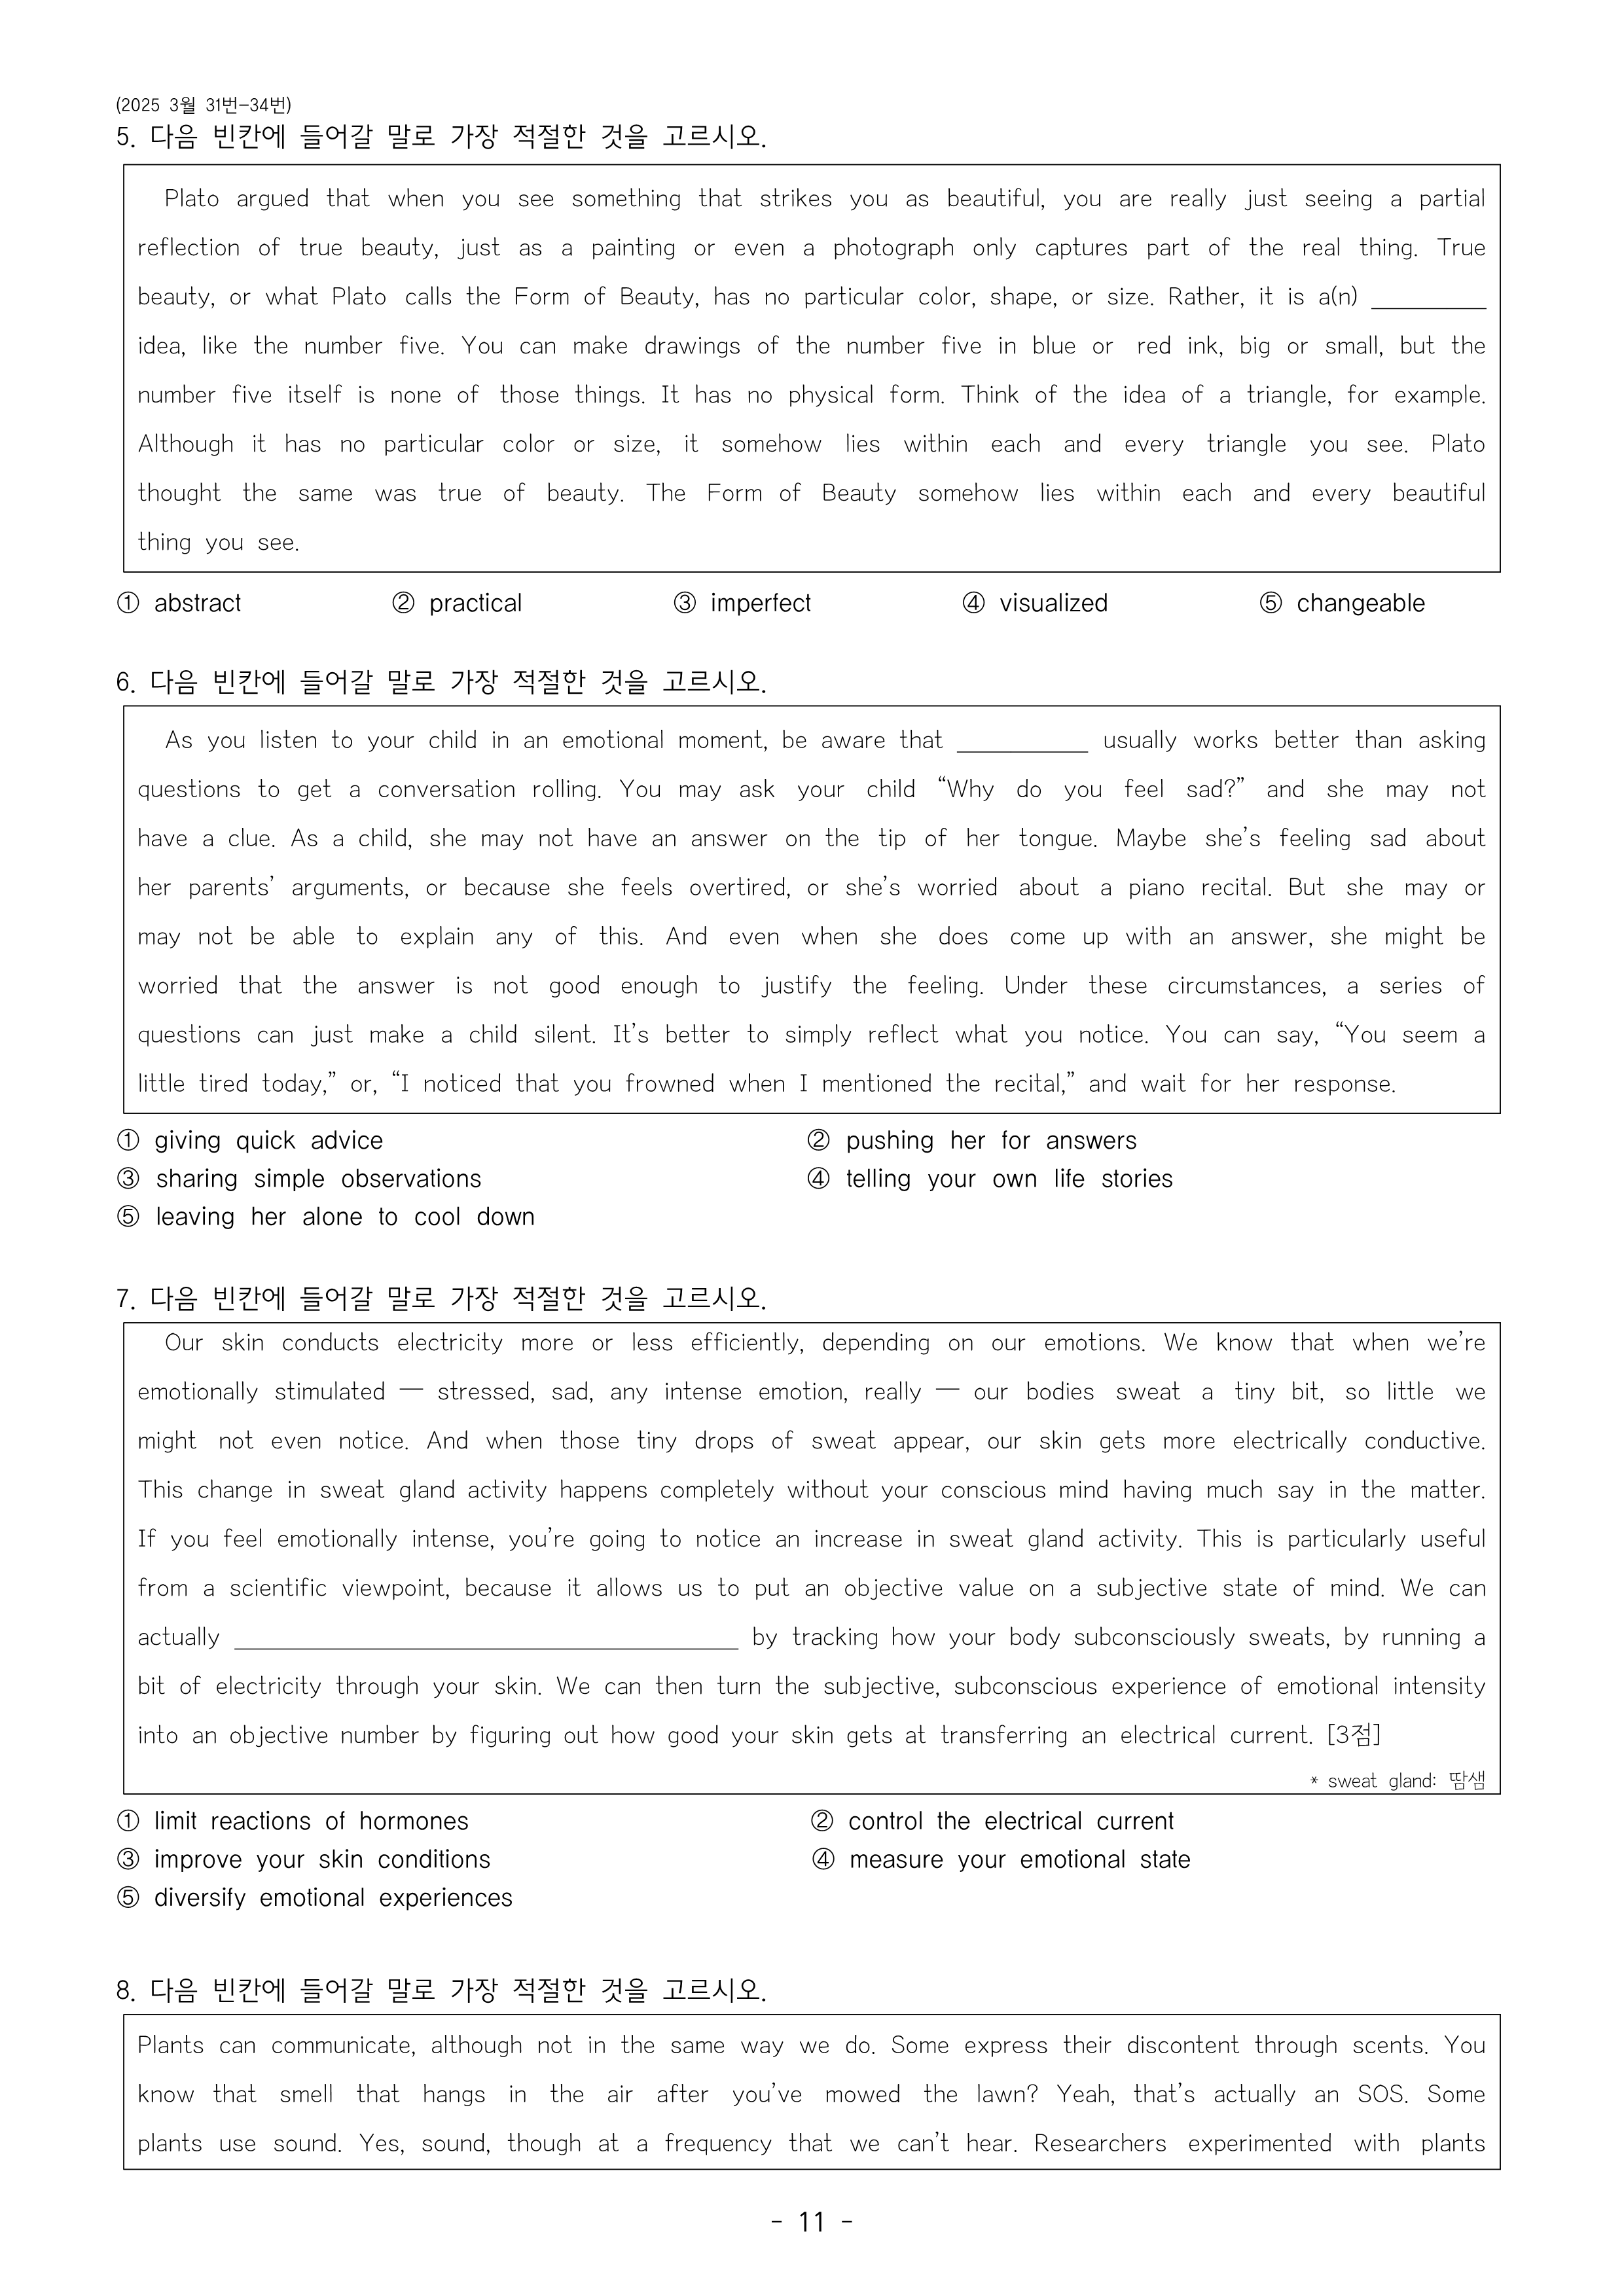 (2025 3월 31번-34번)
5. 다음 빈칸에 들어갈 말로 가장 적절한 것을 고르시오.
Plato argued that when you see something that strikes you as beautiful, you are really just seeing a partial
reflection of true beauty, just as a painting or even a photograph only captures part of the real thing. True
beauty, or what Plato calls the Form of Beauty, has no particular color, shape, or size. Rather, it is a(n) _________
idea, like the number five. You can make drawings of the number five in blue or red ink, big or small, but the
number five itself is none of those things. It has no physical form. Think of the idea of a triangle, for example.
Although it has no particular color or size, it somehow lies within each and every triangle you see. Plato
thought the same was true of beauty. The Form of Beauty somehow lies within each and every beautiful
thing you see.
① abstract ② practical ③ imperfect ④ visualized ⑤ changeable
6. 다음 빈칸에 들어갈 말로 가장 적절한 것을 고르시오.
As you listen to your child in an emotional moment, be aware that __________ usually works better than asking
questions to get a conversation rolling. You may ask your child “Why do you feel sad?” and she may not
have a clue. As a child, she may not have an answer on the tip of her tongue. Maybe she’s feeling sad about
her parents’ arguments, or because she feels overtired, or she’s worried about a piano recital. But she may or
may not be able to explain any of this. And even when she does come up with an answer, she might be
worried that the answer is not good enough to justify the feeling. Under these circumstances, a series of
questions can just make a child silent. It’s better to simply reflect what you notice. You can say, “You seem a
little tired today,” or, “I noticed that you frowned when I mentioned the recital,” and wait for her response.
① giving quick advice ② pushing her for answers
③ sharing simple observations ④ telling your own life stories
⑤ leaving her alone to cool down
7. 다음 빈칸에 들어갈 말로 가장 적절한 것을 고르시오.
Our skin conducts electricity more or less efficiently, depending on our emotions. We know that when we’re
emotionally stimulated — stressed, sad, any intense emotion, really — our bodies sweat a tiny bit, so little we
might not even notice. And when those tiny drops of sweat appear, our skin gets more electrically conductive.
This change in sweat gland activity happens completely without your conscious mind having much say in the matter.
If you feel emotionally intense, you’re going to notice an increase in sweat gland activity. This is particularly useful
from a scientific viewpoint, because it allows us to put an objective value on a subjective state of mind. We can
actually ______________________________________ by tracking how your body subconsciously sweats, by running a
bit of electricity through your skin. We can then turn the subjective, subconscious experience of emotional intensity
into an objective number by figuring out how good your skin gets at transferring an electrical current. [3점]
* sweat gland: 땀샘
① limit reactions of hormones ② control the electrical current
③ improve your skin conditions ④ measure your emotional state
⑤ diversify emotional experiences
8. 다음 빈칸에 들어갈 말로 가장 적절한 것을 고르시오.
Plants can communicate, although not in the same way we do. Some express their discontent through scents. You
know that smell that hangs in the air after you’ve mowed the lawn? Yeah, that’s actually an SOS. Some
plants use sound. Yes, sound, though at a frequency that we can’t hear. Researchers experimented with plants
- 11 -